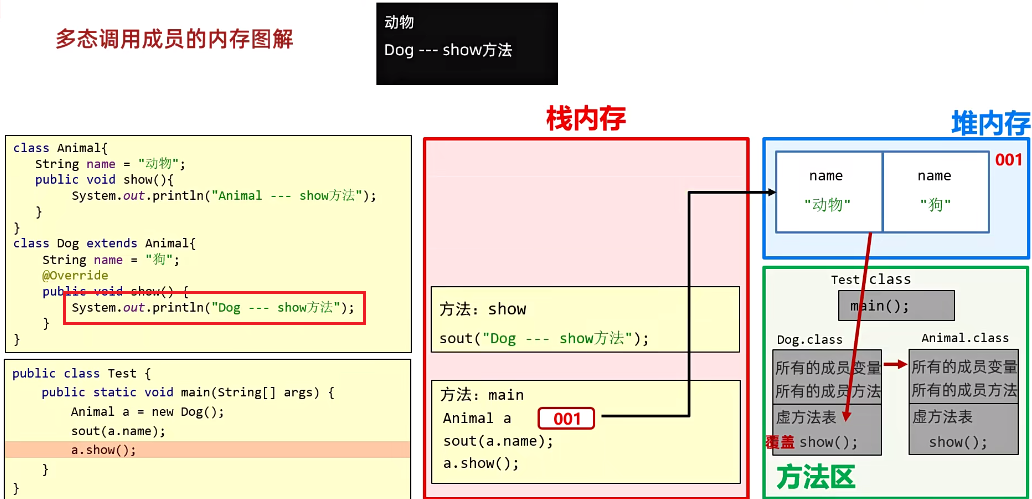 多态调用成员的内存图解
动物
Dog --- show方法
class Animal{
String name = "动物";
public void show(){
System.out.println("Animal --- show方法");
}
}
class Dog extends Animal{
String name = "狗";
@Override
public void show() {
System.out.println("Dog --- show方法");
}
}
public class Test {
public static void main(String[] args) {
Animal a = new Dog();
sout(a.name);
a.show();
}
}
栈内存
方法：show
sout("Dog --- show方法");
方法：main
Animal a 001
sout(a.name);
a.show();
堆内存
001
name name
"动物" "狗"
Test.class
main();
Dog.class Animal.class
所有的成员变量 所有的成员变量
所有的成员方法 所有的成员方法
虚方法表 虚方法表
覆盖 show(); show();
方法区